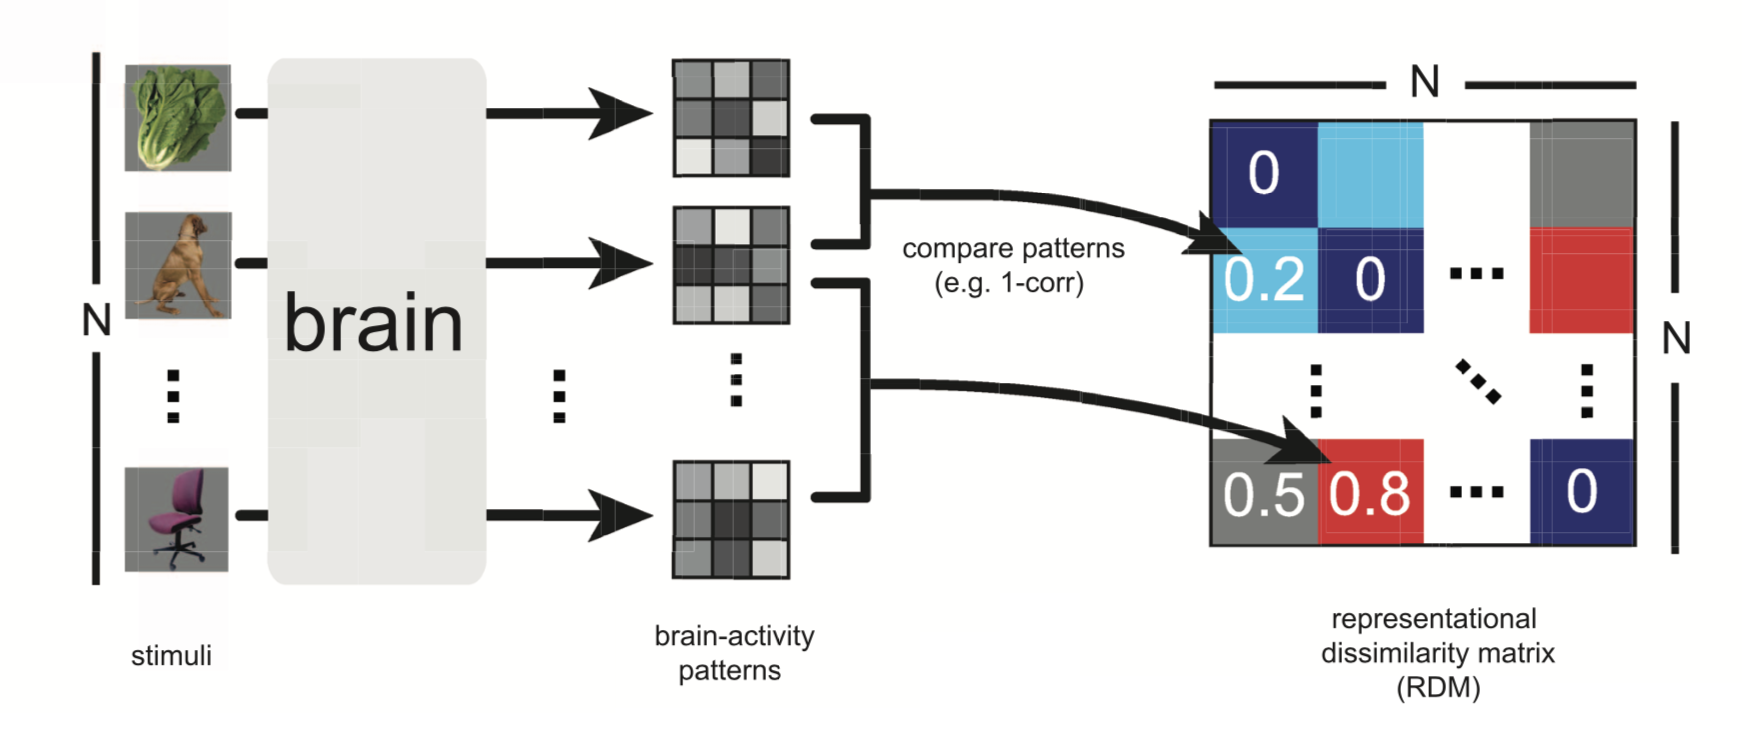 N
brain
stimuli
brain-activity
patterns
compare patterns
(e.g. 1-corr)
N
0
0.2 0
0.5 0.8 0
N
representational
dissimilarity matrix
(RDM)